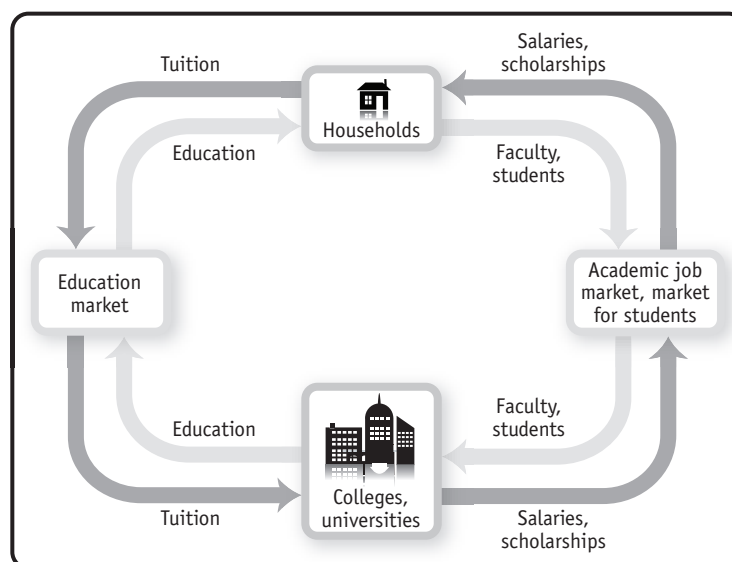 Salaries,
scholarships
Tuition
Households
Education
Faculty,
students
Education
market
Academic job
market, market
for students
Faculty,
students
Education
Colleges,
universities
Tuition
Salaries,
scholarships